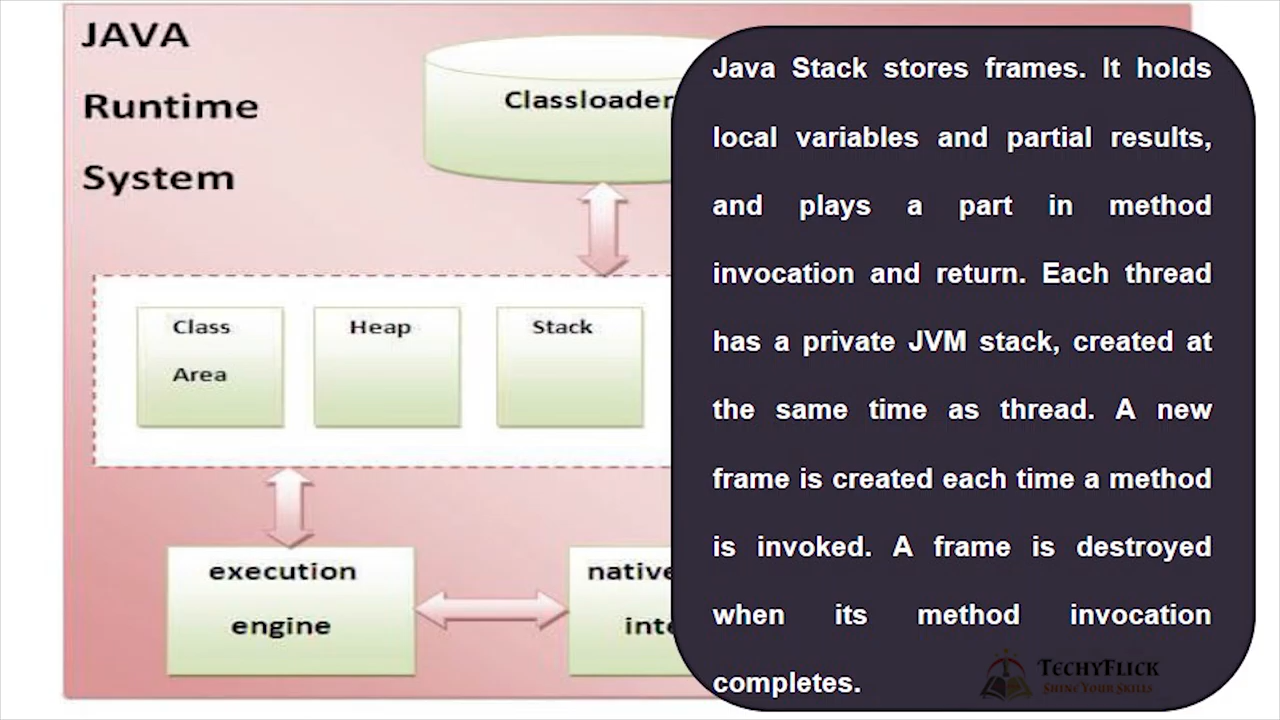 JAVA
Runtime
System
Classloader
Class
Area
Heap
Stack
execution
engine
native
Java Stack stores frames. It holds
local variables and partial results,
and plays a part in method
invocation and return. Each thread
has a private JVM stack, created at
the same time as thread. A new
frame is created each time a method
is invoked. A frame is destroyed
when its method invocation
completes.
TECHYFLICK
SHINE YOUR SKILLS